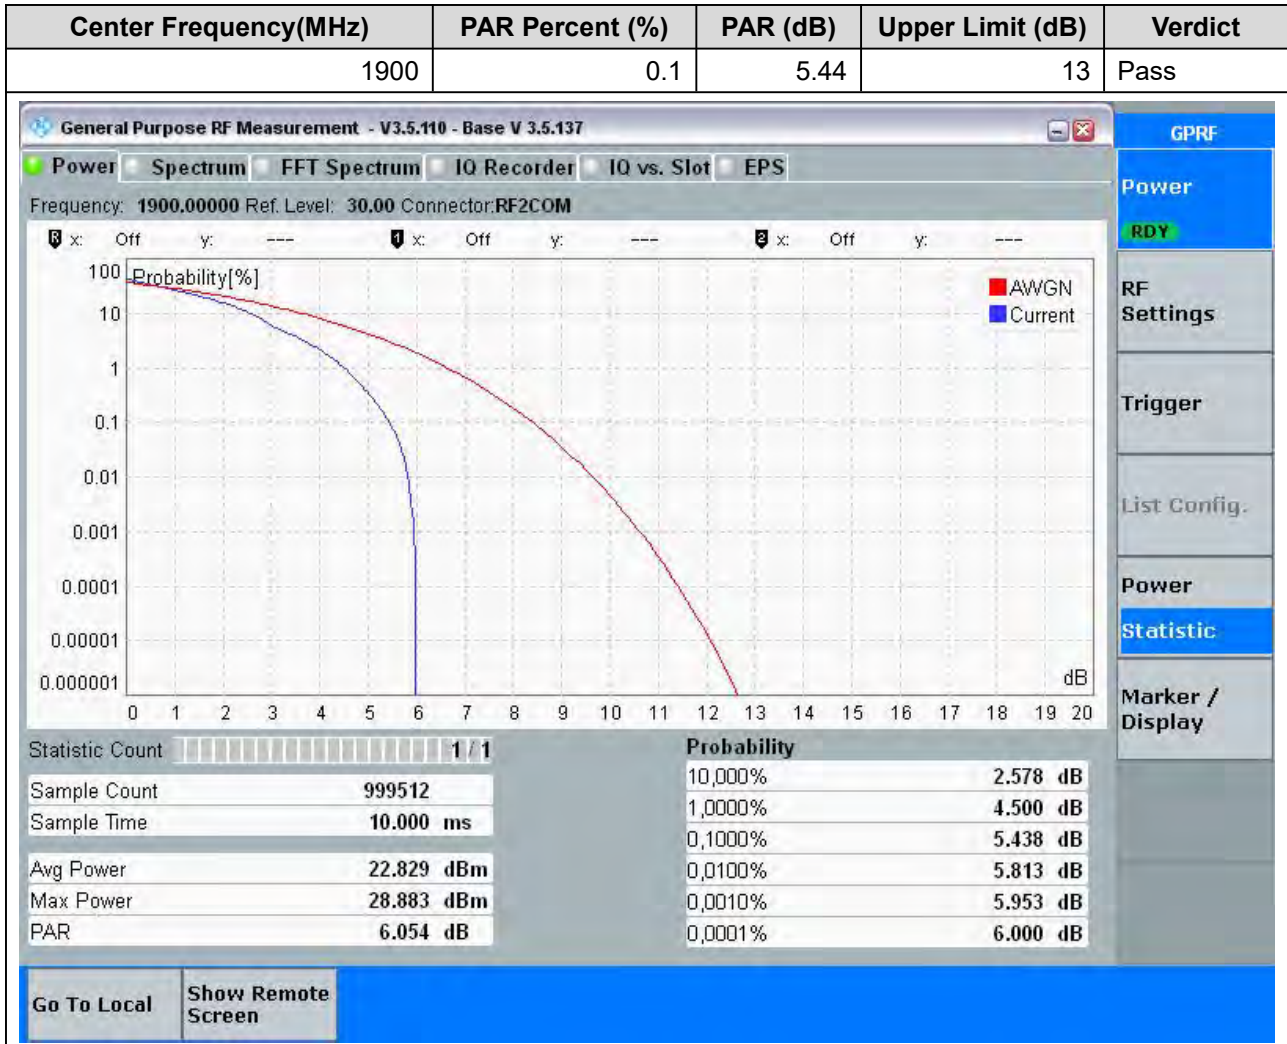 Center Frequency(MHz) PAR Percent (%) PAR (dB) Upper Limit (dB) Verdict
1900 0.1 5.44 13 Pass
General Purpose RF Measurement - V3.5.110 - Base V 3.5.137
GPRF
Power Spectrum FFT Spectrum IQ Recorder IQ vs. Slot EPS
Frequency: 1900.00000 Ref. Level: 30.00 Connector:RF2COM
R x: Off y: --- 1 x: Off y: --- 2 x: Off y: ---
Probability[%]
100
10
1
0.1
0.01
0.001
0.0001
0.00001
0.000001
AWGN
Current
dB
0 1 2 3 4 5 6 7 8 9 10 11 12 13 14 15 16 17 18 19 20
Power
RDY
RF
Settings
Trigger
List Config.
Power
Statistic
Marker /
Display
Statistic Count 1 / 1
Sample Count 999512
Sample Time 10.000 ms
Avg Power 22.829 dBm
Max Power 28.883 dBm
PAR 6.054 dB
Probability
10,000% 2.578 dB
1,0000% 4.500 dB
0,1000% 5.438 dB
0,0100% 5.813 dB
0,0010% 5.953 dB
0,0001% 6.000 dB
Go To Local
Show Remote
Screen